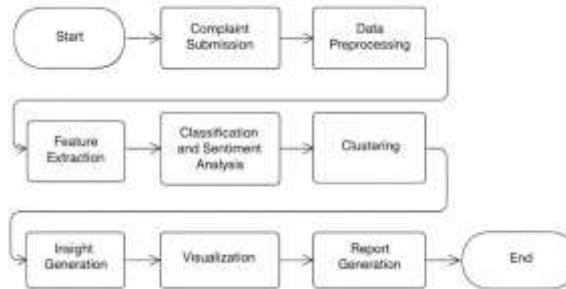 Start
Complaint
Submission
Data
Preprocessing
Feature
Extraction
Classification
and Sentiment
Analysis
Clustering
Insight
Generation
Visualization
Report
Generation
End